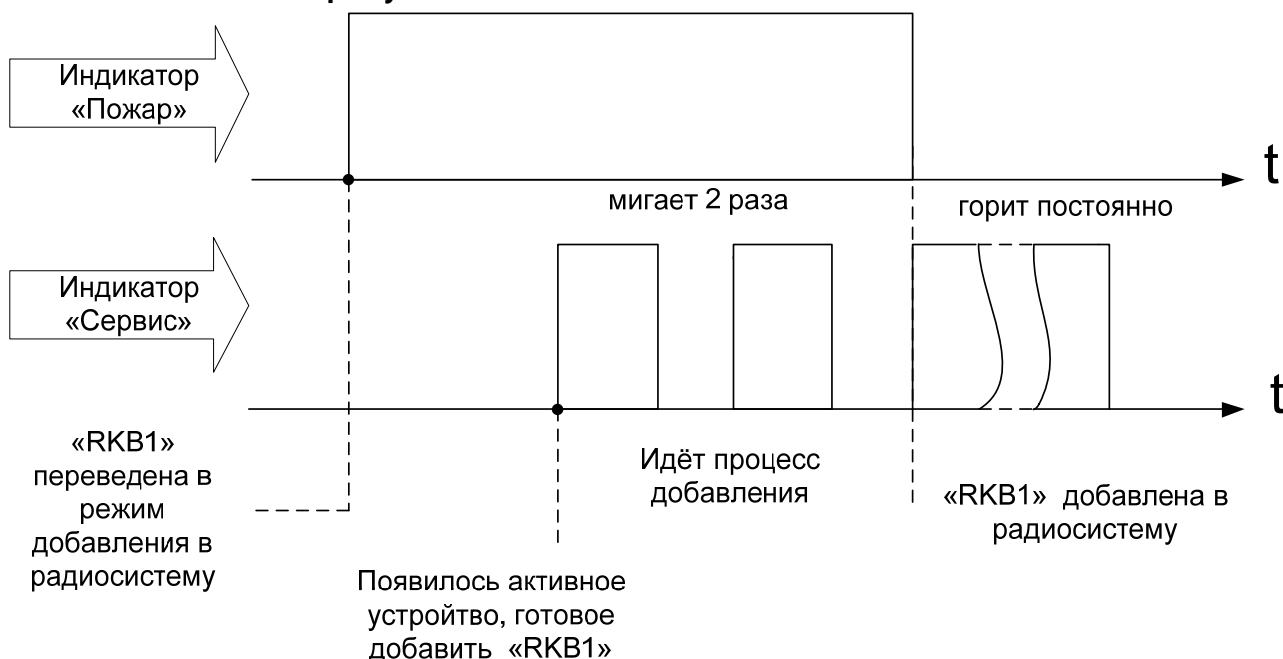 Индикатор
«Пожар»
t
мигает 2 раза
горит постоянно
Индикатор
«Сервис»
t
«RKB1»
переведена в
режим
добавления в
радиосистему
Идёт процесс
добавления
«RKB1» добавлена в
радиосистему
Появилось активное
устройтво, готовое
добавить «RKB1»